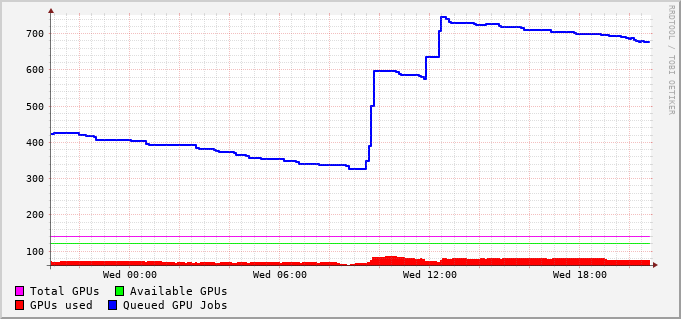 700
600
500
400
300
200
100
Wed 00:00 Wed 06:00 Wed 12:00 Wed 18:00
Total GPUs Available GPUs
GPUs used Queued GPU Jobs
RRDTOOL / TOBI OETIKER